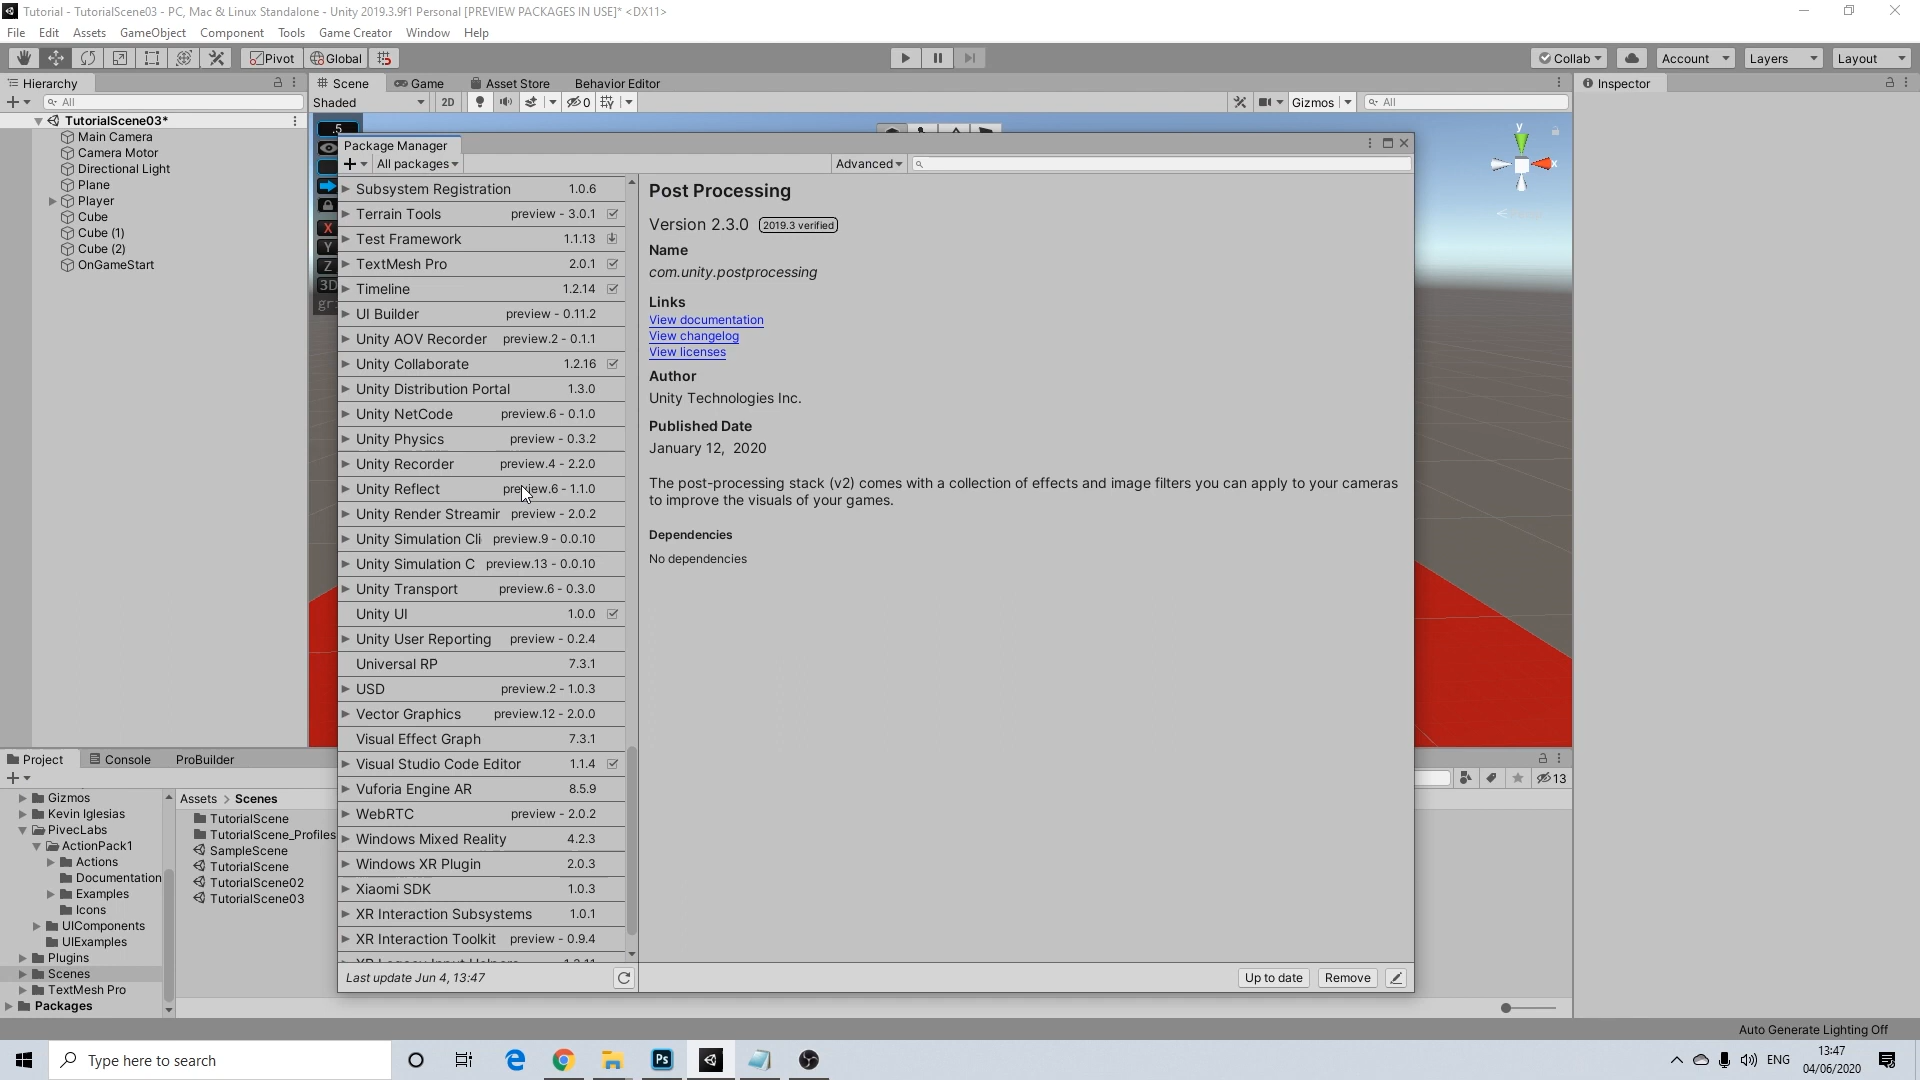 Tutorial - TutorialScene03 - PC, Mac & Linux Standalone - Unity 2019.3.9f1 Personal [PREVIEW PACKAGES IN USE]* <DX11>
File Edit Assets GameObject Component Tools Game Creator Window Help
Pivot Global Collab Account Layers Layout
Hierarchy Scene Game Asset Store Behavior Editor Inspector
All Shaded 2D 0 Gizmos All
TutorialScene03*
Main Camera
Camera Motor
Directional Light
Plane
Player
Cube
Cube (1)
Cube (2)
OnGameStart
.5
X
Y
Z
3D
y
x
Package Manager
All packages Advanced
Subsystem Registration 1.0.6
Terrain Tools preview - 3.0.1
Test Framework 1.1.13
TextMesh Pro 2.0.1
Timeline 1.2.14
UI Builder preview - 0.11.2
Unity AOV Recorder preview.2 - 0.1.1
Unity Collaborate 1.2.16
Unity Distribution Portal 1.3.0
Unity NetCode preview.6 - 0.1.0
Unity Physics preview - 0.3.2
Unity Recorder preview.4 - 2.2.0
Unity Reflect preview.6 - 1.1.0
Unity Render Streamir preview - 2.0.2
Unity Simulation Cli preview.9 - 0.0.10
Unity Simulation C preview.13 - 0.0.10
Unity Transport preview.6 - 0.3.0
Unity UI 1.0.0
Unity User Reporting preview - 0.2.4
Universal RP 7.3.1
USD preview.2 - 1.0.3
Vector Graphics preview.12 - 2.0.0
Visual Effect Graph 7.3.1
Visual Studio Code Editor 1.1.4
Vuforia Engine AR 8.5.9
WebRTC preview - 2.0.2
Windows Mixed Reality 4.2.3
Windows XR Plugin 2.0.3
Xiaomi SDK 1.0.3
XR Interaction Subsystems 1.0.1
XR Interaction Toolkit preview - 0.9.4
Last update Jun 4, 13:47
Post Processing
Version 2.3.0 2019.3 verified
Name
com.unity.postprocessing
Links
View documentation
View changelog
View licenses
Author
Unity Technologies Inc.
Published Date
January 12, 2020
The post-processing stack (v2) comes with a collection of effects and image filters you can apply to your cameras
to improve the visuals of your games.
Dependencies
No dependencies
Up to date Remove
Project Console ProBuilder
13
Gizmos
Kevin Iglesias
PivecLabs
ActionPack1
Actions
Documentation
Examples
Icons
UIComponents
UIExamples
Plugins
Scenes
TextMesh Pro
Packages
Assets > Scenes
TutorialScene
TutorialScene_Profiles
SampleScene
TutorialScene
TutorialScene02
TutorialScene03
Auto Generate Lighting Off
Type here to search
Ps
ENG
13:47
04/06/2020